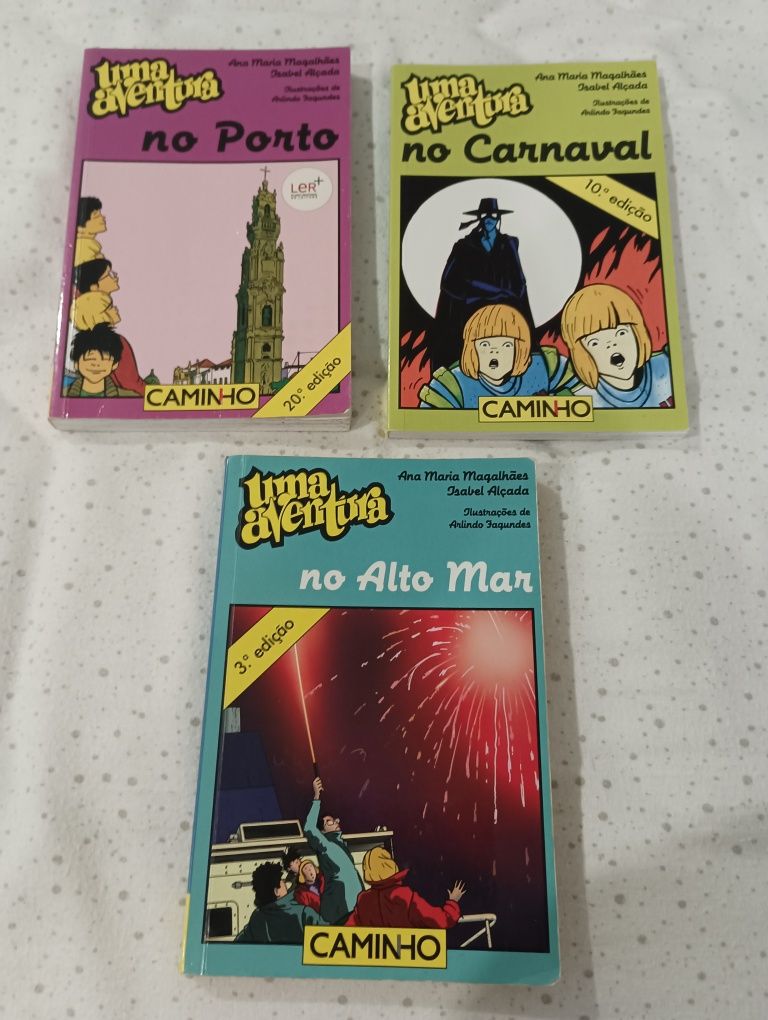 uma
aventura
Ana Maria Magalhães
Isabel Alçada
Ilustrações de
Arlindo Fagundes
no Porto
LeR+
20.ª edição
CAMINHO
uma
aventura
Ana Maria Magalhães
Isabel Alçada
Ilustrações de
Arlindo Fagundes
no Carnaval
10.ª edição
CAMINHO
uma
aventura
Ana Maria Magalhães
Isabel Alçada
Ilustrações de
Arlindo Fagundes
no Alto Mar
3.ª edição
CAMINHO